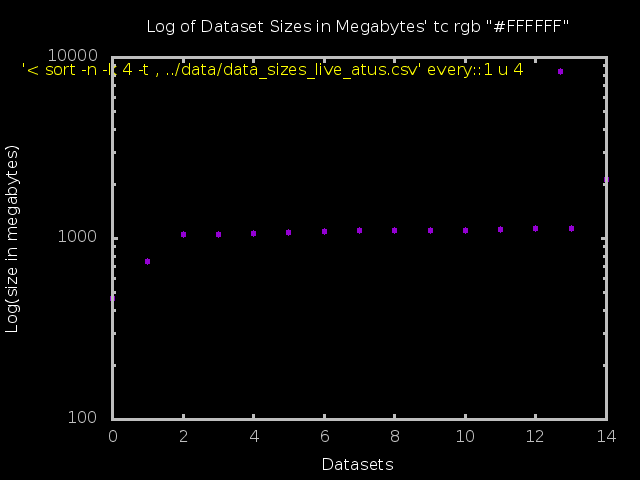 Log of Dataset Sizes in Megabytes' tc rgb "#FFFFFF"
10000
'< sort -n -k 4 -t , ../data/data_sizes_live_atus.csv' every::1 u 4
1000
100
Log(size in megabytes)
0 2 4 6 8 10 12 14
Datasets